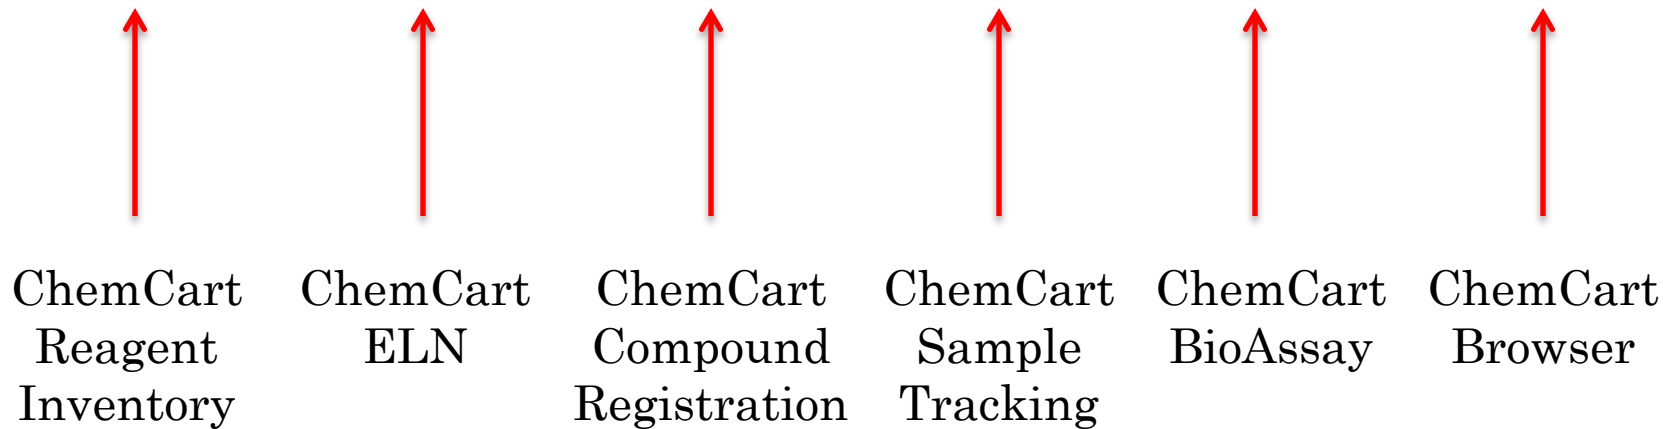 ChemCart
Reagent
Inventory
ChemCart
ELN
ChemCart
Compound
Registration
ChemCart
Sample
Tracking
ChemCart
BioAssay
ChemCart
Browser